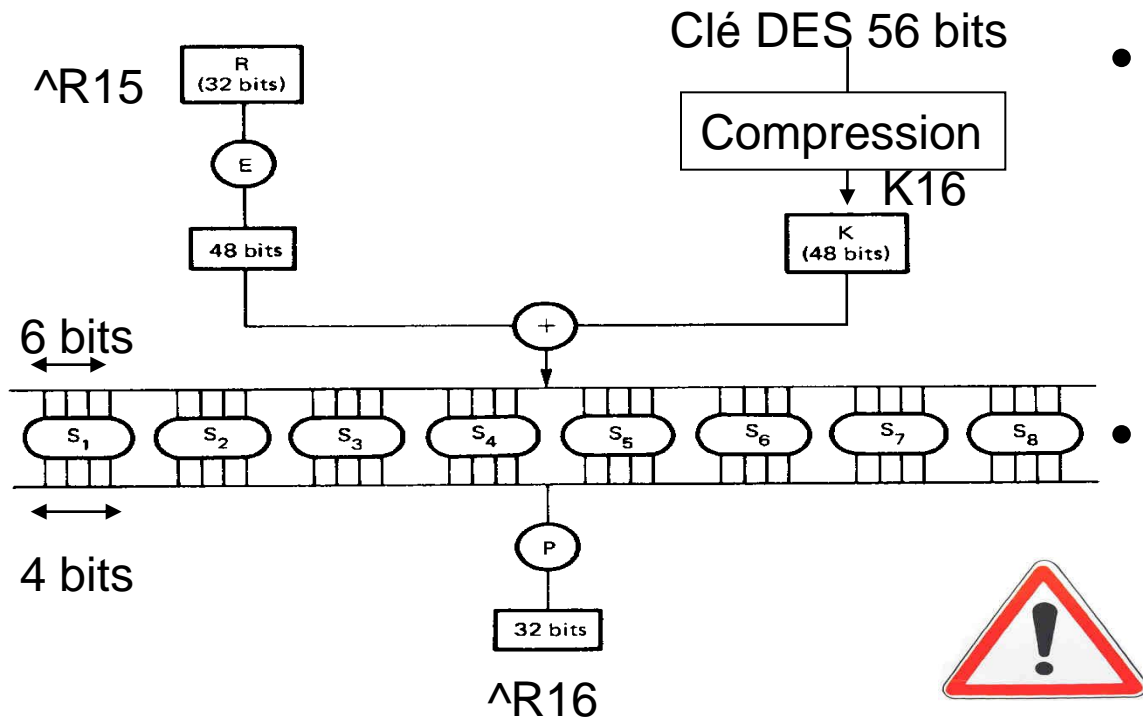 Clé DES 56 bits
^R15
R
(32 bits)
Compression
E
K16
48 bits
K
(48 bits)
+
6 bits
S1 S2 S3 S4 S5 S6 S7 S8
4 bits
P
32 bits
^R16
!